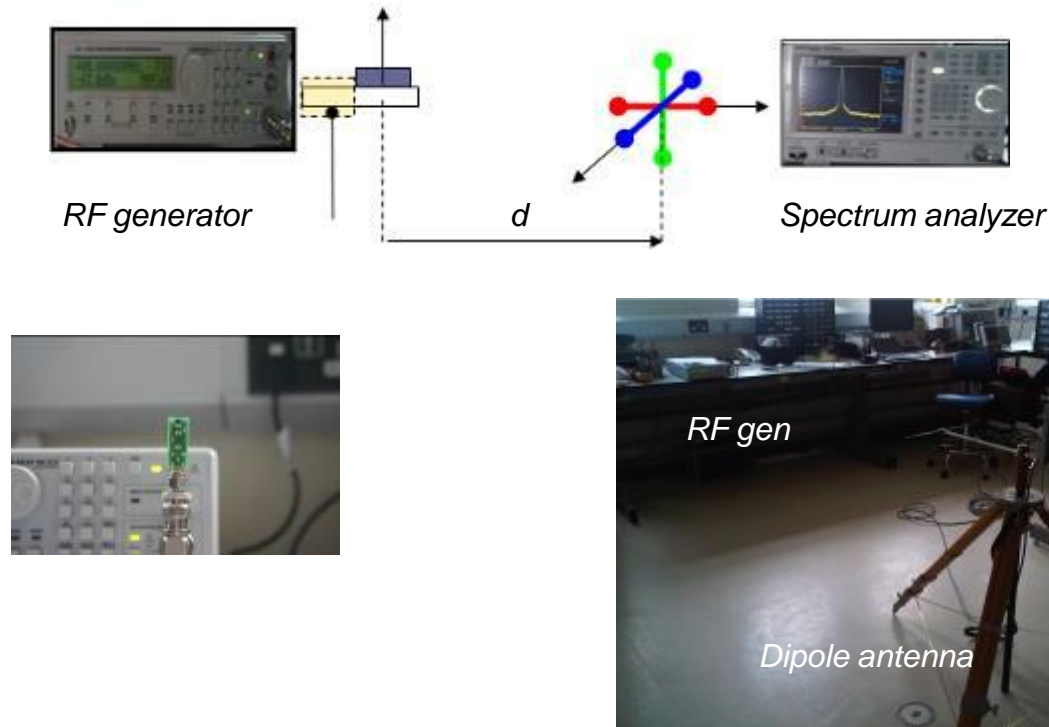 RF generator
d
Spectrum analyzer
RF gen
Dipole antenna